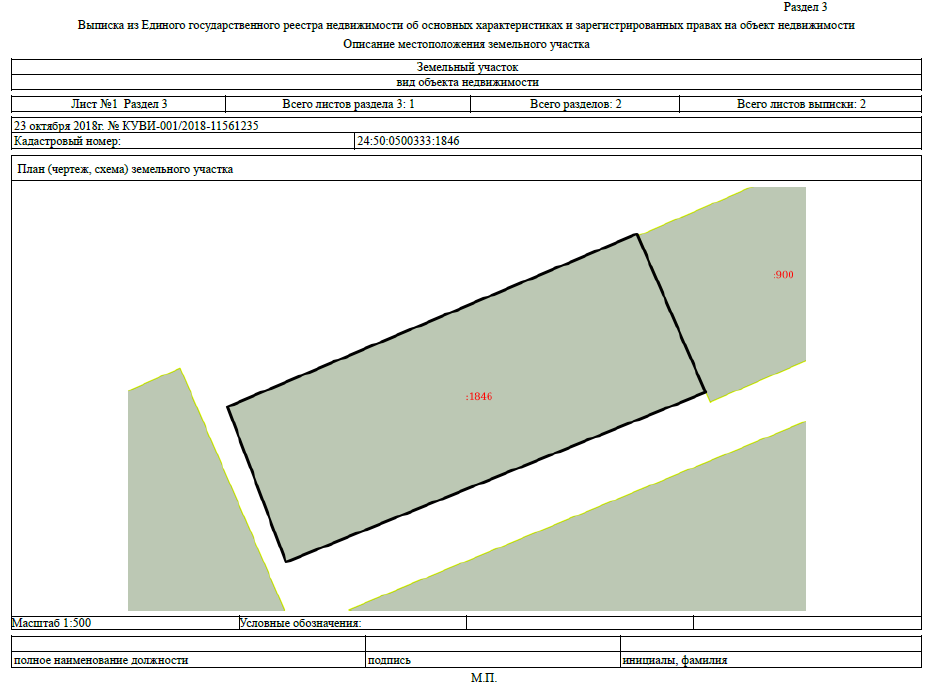 Раздел 3
Выписка из Единого государственного реестра недвижимости об основных характеристиках и зарегистрированных правах на объект недвижимости
Описание местоположения земельного участка
Земельный участок
вид объекта недвижимости
Лист №1 Раздел 3 Всего листов раздела 3: 1 Всего разделов: 2 Всего листов выписки: 2
23 октября 2018г. № КУВИ-001/2018-11561235
Кадастровый номер: 24:50:0500333:1846
План (чертеж, схема) земельного участка
:900
:1846
Масштаб 1:500 Условные обозначения:
полное наименование должности подпись инициалы, фамилия
М.П.